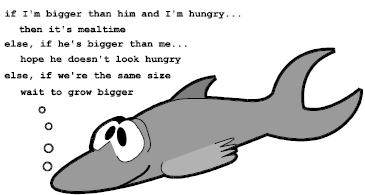 if I'm bigger than him and I'm hungry...
then it's mealtime
else, if he's bigger than me...
hope he doesn't look hungry
else, if we're the same size
wait to grow bigger